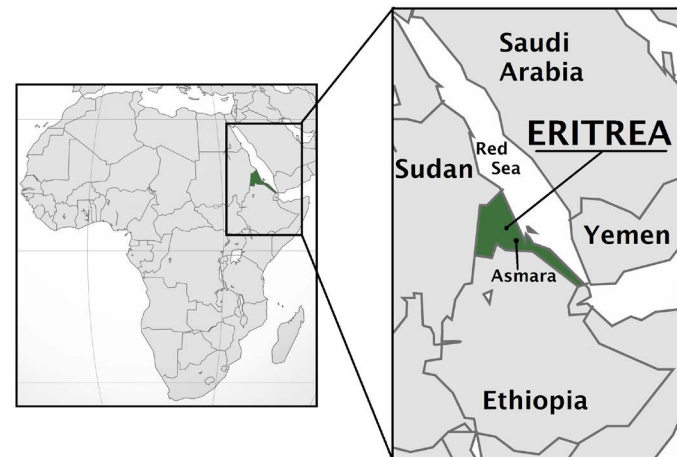 Saudi
Arabia
Red
Sea
ERITREA
Sudan
Yemen
Asmara
Ethiopia